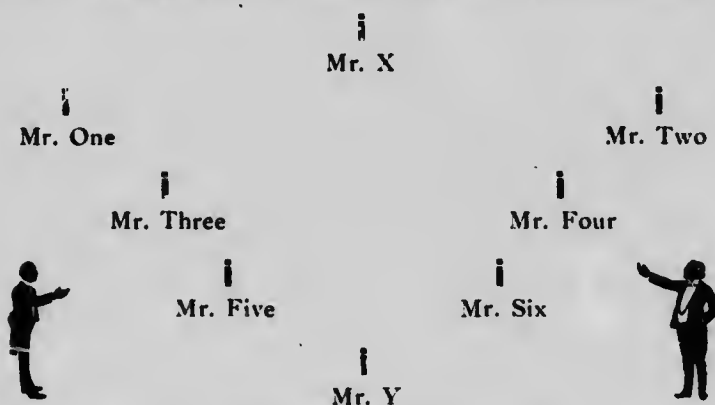 Mr. X
Mr. One
Mr. Two
Mr. Three
Mr. Four
Mr. Five
Mr. Six
Mr. Y